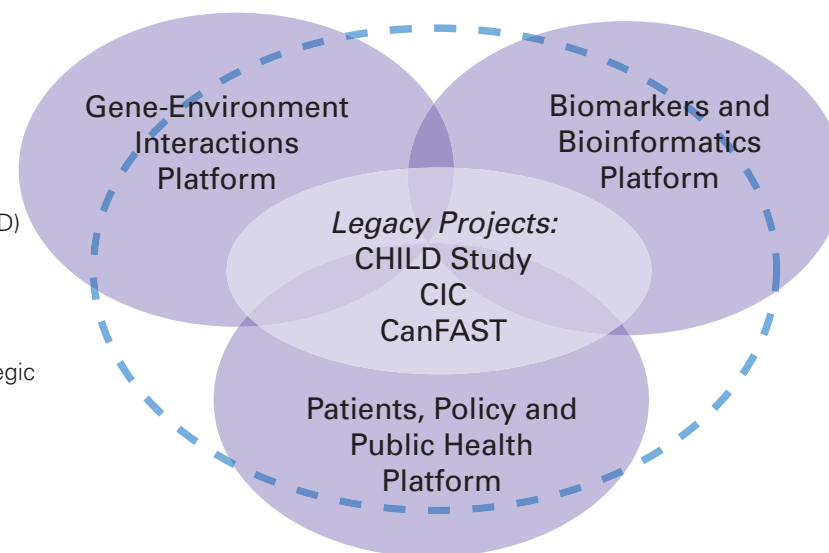 Gene-Environment
Interactions
Platform
Biomarkers and
Bioinformatics
Platform
D)
Legacy Projects:
CHILD Study
CIC
CanFAST
egic
Patients, Policy and
Public Health
Platform